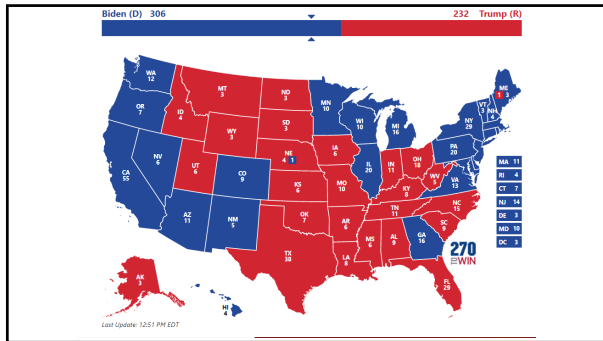 Biden (D) 306
232 Trump (R)
WA
12
OR
7
CA
55
NV
6
ID
4
MT
3
WY
3
UT
6
AZ
11
CO
9
NM
5
ND
3
SD
3
NE
4 1
KS
6
OK
7
TX
38
MN
10
IA
6
MO
10
AR
6
LA
8
WI
10
IL
20
MI
16
IN
11
OH
18
KY
8
TN
11
MS
6
AL
9
GA
16
FL
29
SC
9
NC
15
VA
13
WV
5
PA
20
NY
29
VT
3
NH
4
ME
1 3
MA 11
RI 4
CT 7
NJ 14
DE 3
MD 10
DC 3
AK
3
HI
4
270
TO
WIN
Last Update: 12:51 PM EDT